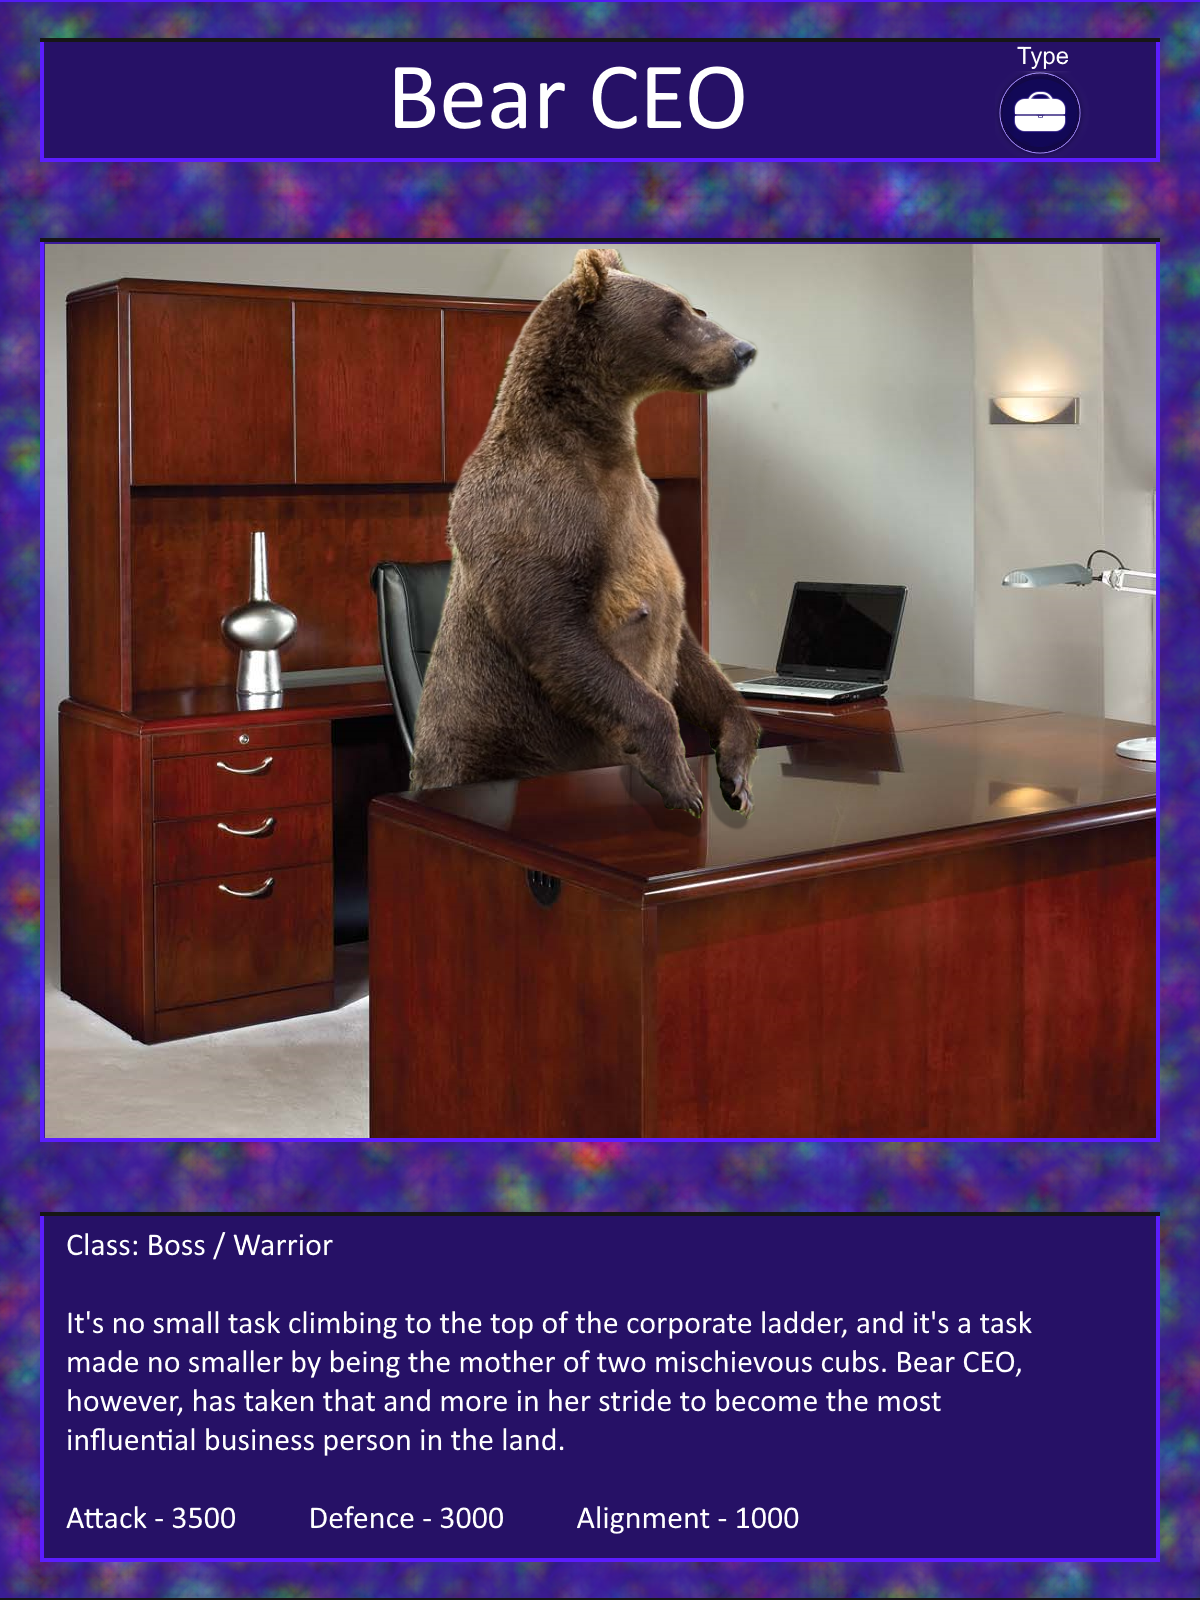 Bear CEO
Type
Class: Boss / Warrior
It's no small task climbing to the top of the corporate ladder, and it's a task
made no smaller by being the mother of two mischievous cubs. Bear CEO,
however, has taken that and more in her stride to become the most
influential business person in the land.
Attack - 3500 Defence - 3000 Alignment - 1000